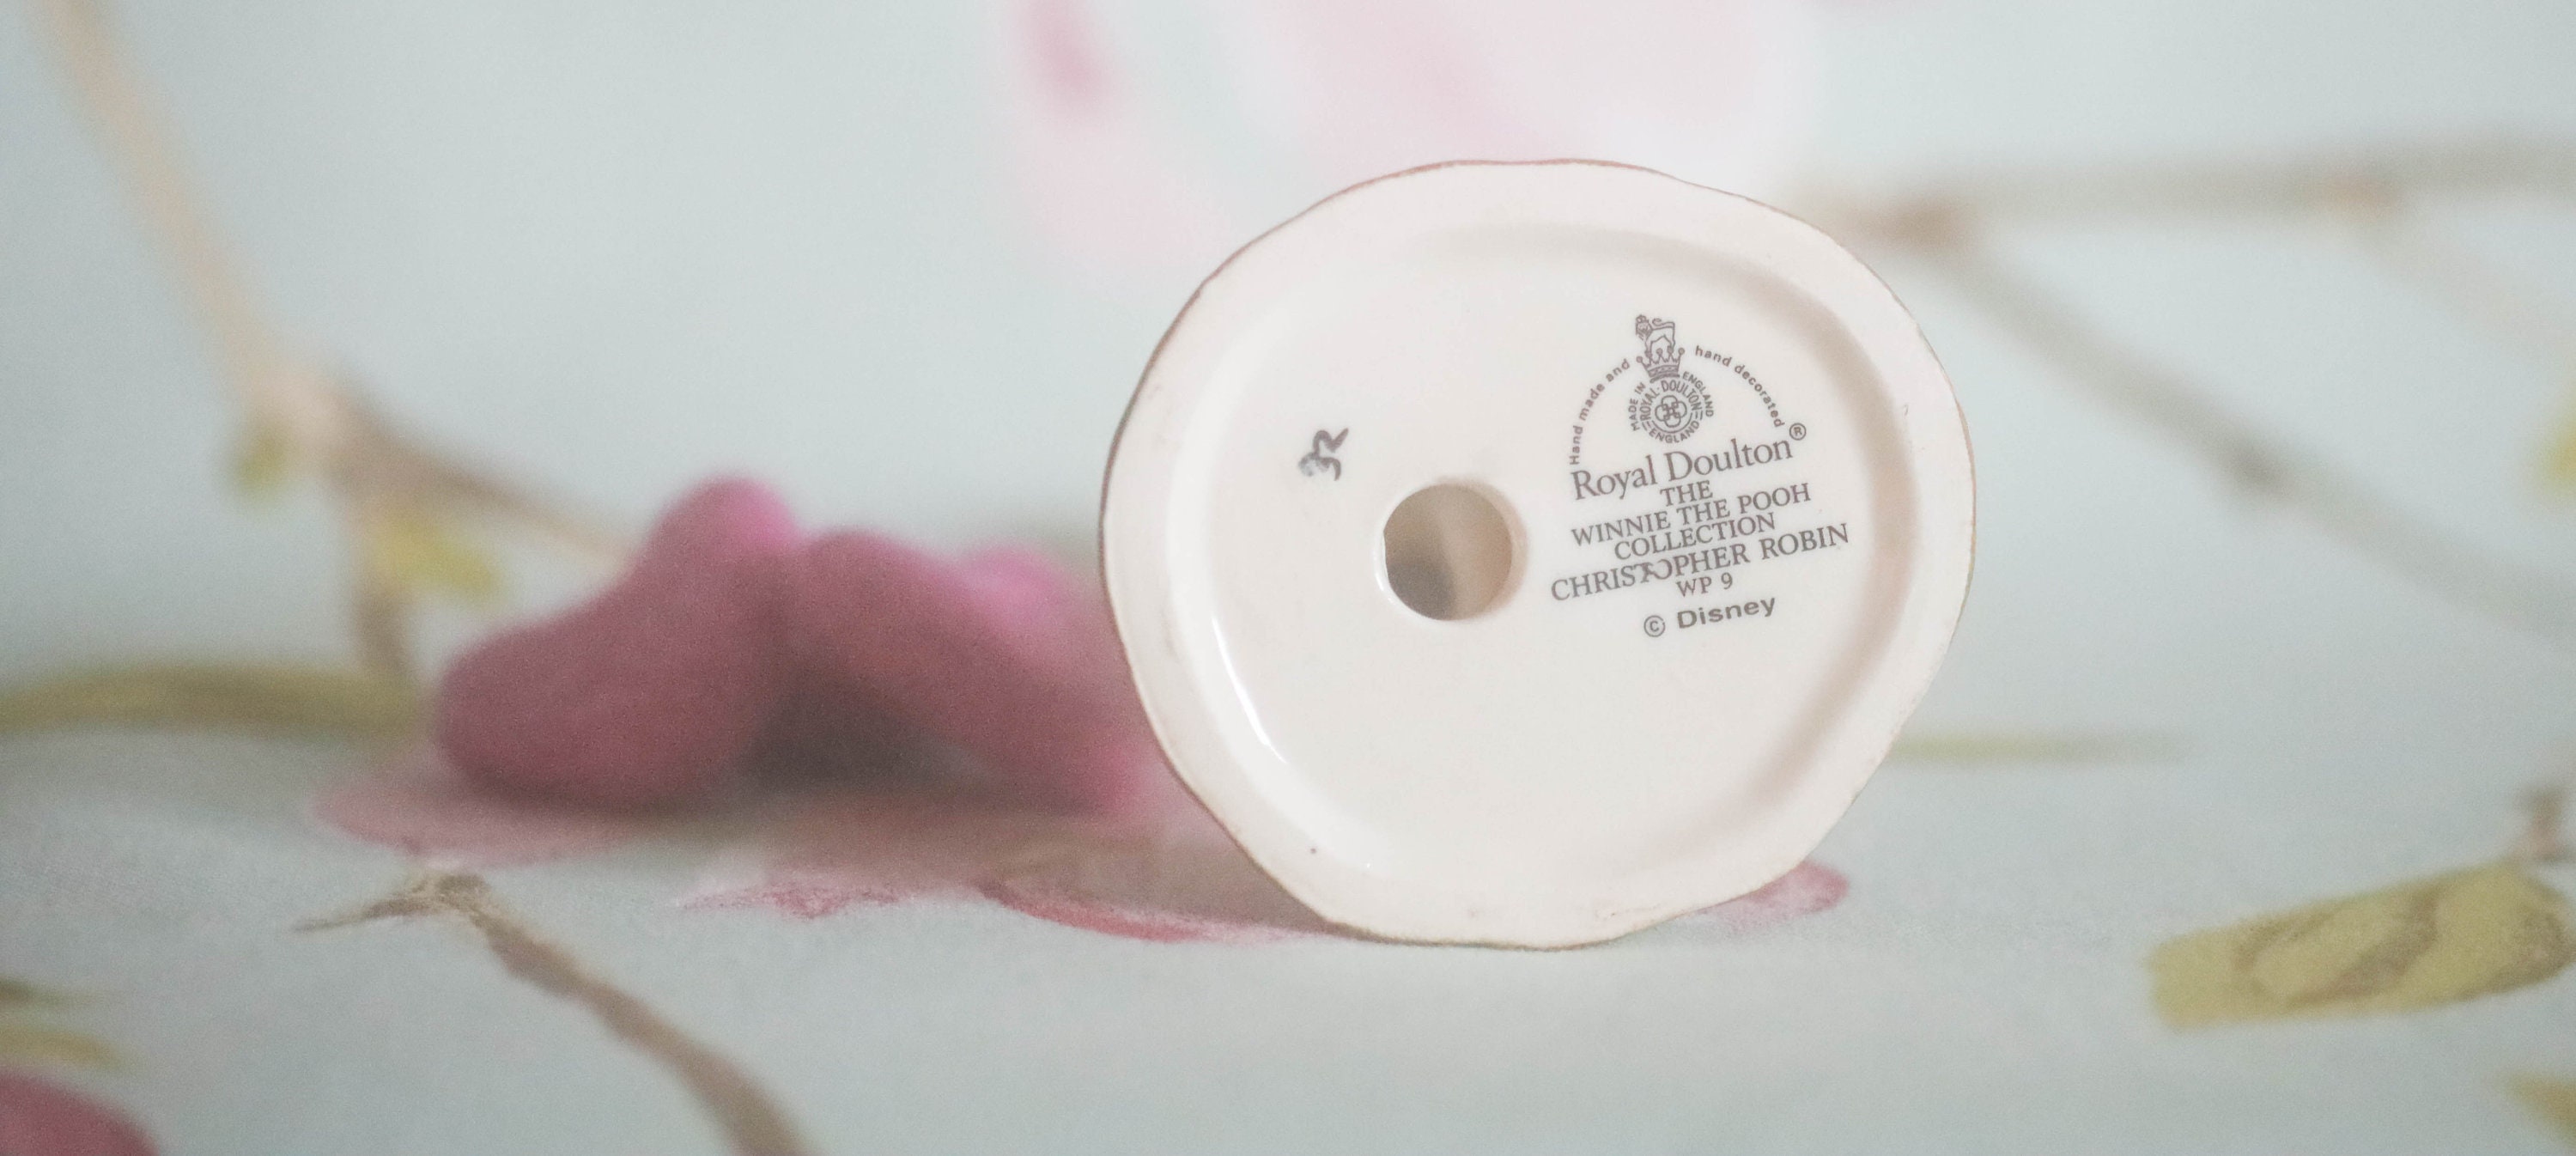 Hand made and hand decorated
MADE IN ENGLAND
ROYAL·DOULTON
ENGLAND
Royal Doulton®
THE
WINNIE THE POOH
COLLECTION
CHRISTOPHER ROBIN
WP 9
© Disney